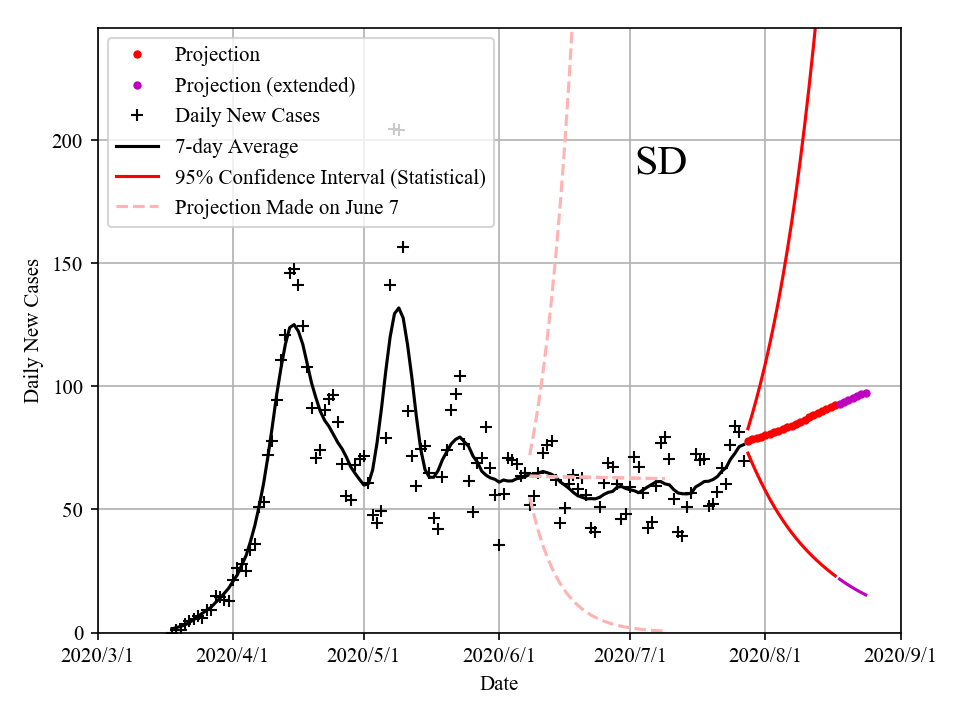 Projection
Projection (extended)
Daily New Cases
7-day Average
95% Confidence Interval (Statistical)
Projection Made on June 7
SD
Daily New Cases
200
150
100
50
0
2020/3/1 2020/4/1 2020/5/1 2020/6/1 2020/7/1 2020/8/1 2020/9/1
Date